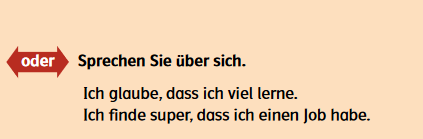 oder Sprechen Sie über sich.
Ich glaube, dass ich viel lerne.
Ich finde super, dass ich einen Job habe.